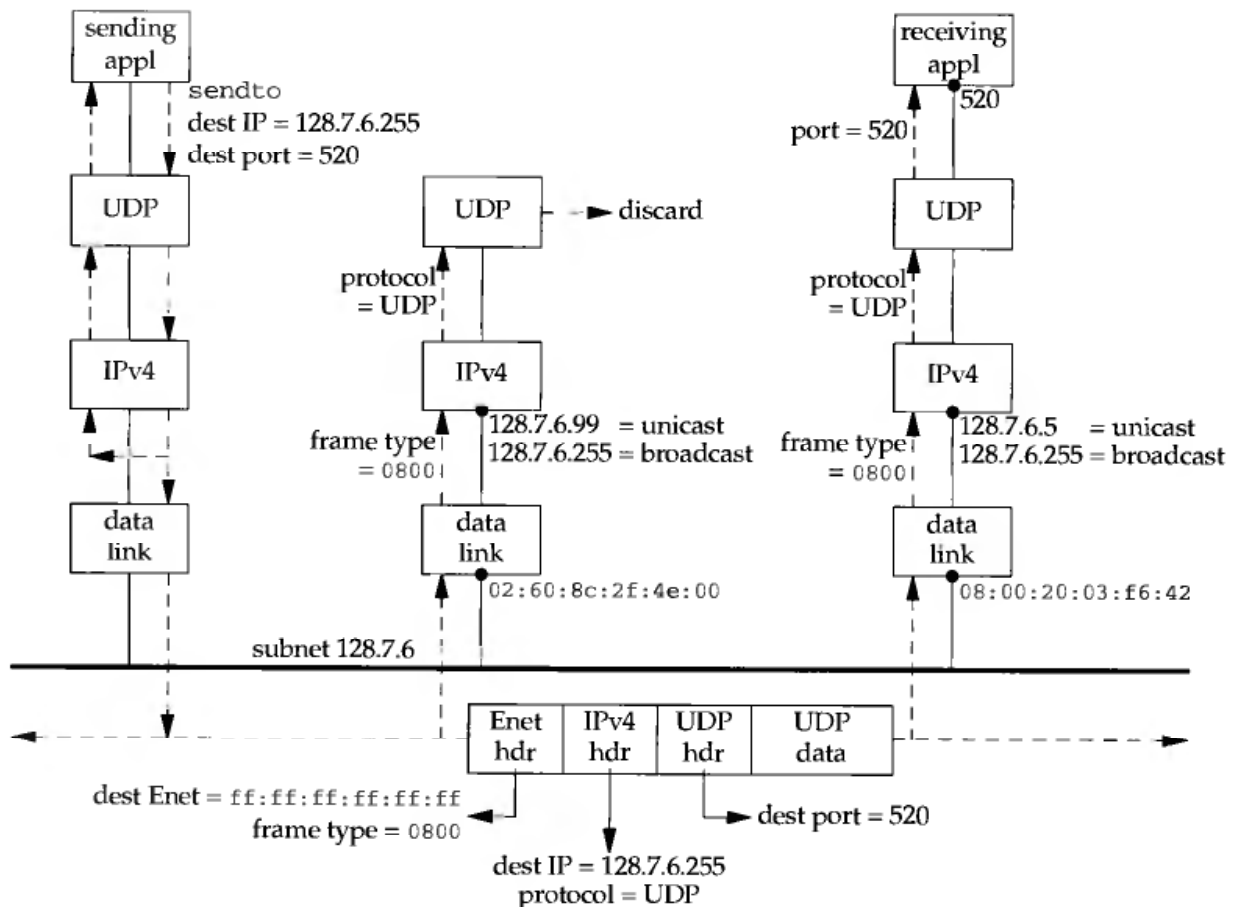 sending
appl
sendto
dest IP = 128.7.6.255
dest port = 520
UDP
IPv4
data
link
UDP
discard
protocol
= UDP
IPv4
128.7.6.99 = unicast
128.7.6.255 = broadcast
frame type
= 0800
data
link
02:60:8c:2f:4e:00
receiving
appl
520
port = 520
UDP
protocol
= UDP
IPv4
128.7.6.5 = unicast
128.7.6.255 = broadcast
frame type
= 0800
data
link
08:00:20:03:f6:42
subnet 128.7.6
Enet
hdr
IPv4
hdr
UDP
hdr
UDP
data
dest Enet = ff:ff:ff:ff:ff:ff
frame type = 0800
dest port = 520
dest IP = 128.7.6.255
protocol = UDP